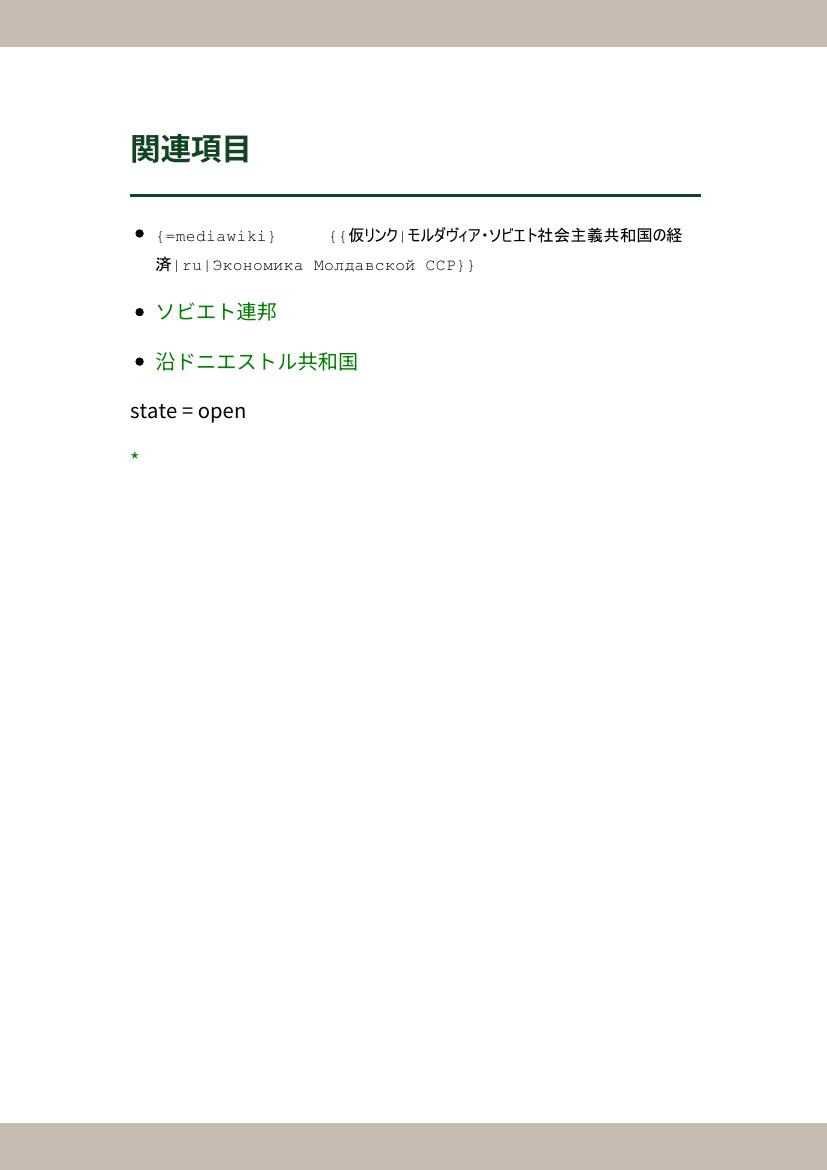 関連項目
{=mediawiki} {{仮リンク|モルダヴィア・ソビエト社会主義共和国の経
済|ru|Экономика Молдавской ССР}}
ソビエト連邦
沿ドニエストル共和国
state = open
*